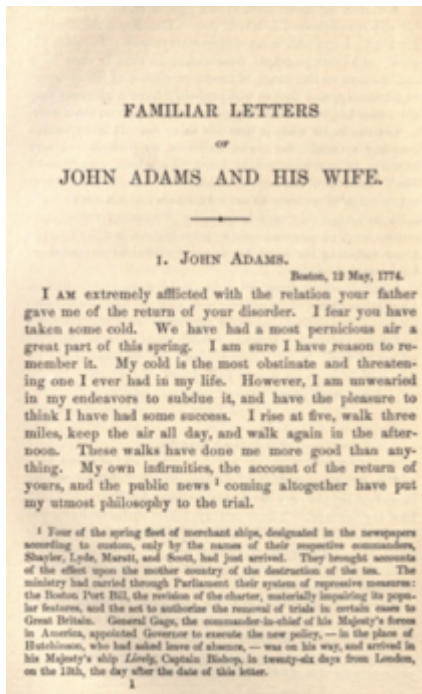 FAMILIAR LETTERS
OF
JOHN ADAMS AND HIS WIFE.
1. JOHN ADAMS.
Boston, 12 May, 1774.
I AM extremely afflicted with the relation your father
gave me of the return of your disorder. I fear you have
taken some cold. We have had a most pernicious air a
great part of this spring. I am sure I have reason to re-
member it. My cold is the most obstinate and threaten-
ing one I ever had in my life. However, I am unwearied
in my endeavors to subdue it, and have the pleasure to
think I have had some success. I rise at five, walk three
miles, keep the air all day, and walk again in the after-
noon. These walks have done me more good than any-
thing. My own infirmities, the account of the return of
yours, and the public news ¹ coming altogether have put
my utmost philosophy to the trial.
¹ Four of the spring fleet of merchant ships, designated in the newspapers
according to custom, only by the names of their respective commanders,
Shayler, Lyde, Maratt, and Scott, had just arrived. They brought accounts
of the effect upon the mother country of the destruction of the tea. The
ministry had carried through Parliament their system of repressive measures:
the Boston Port Bill, the revision of the charter, materially impairing its popu-
lar features, and the act to authorize the removal of trials in certain cases to
Great Britain. General Gage, the commander-in-chief of his Majesty's forces
in America, appointed Governor to execute the new policy, — in the place of
Hutchinson, who had asked leave of absence, — was on his way, and arrived in
his Majesty's ship Lively, Captain Bishop, in twenty-six days from London,
on the 13th, the day after the date of this letter.
1